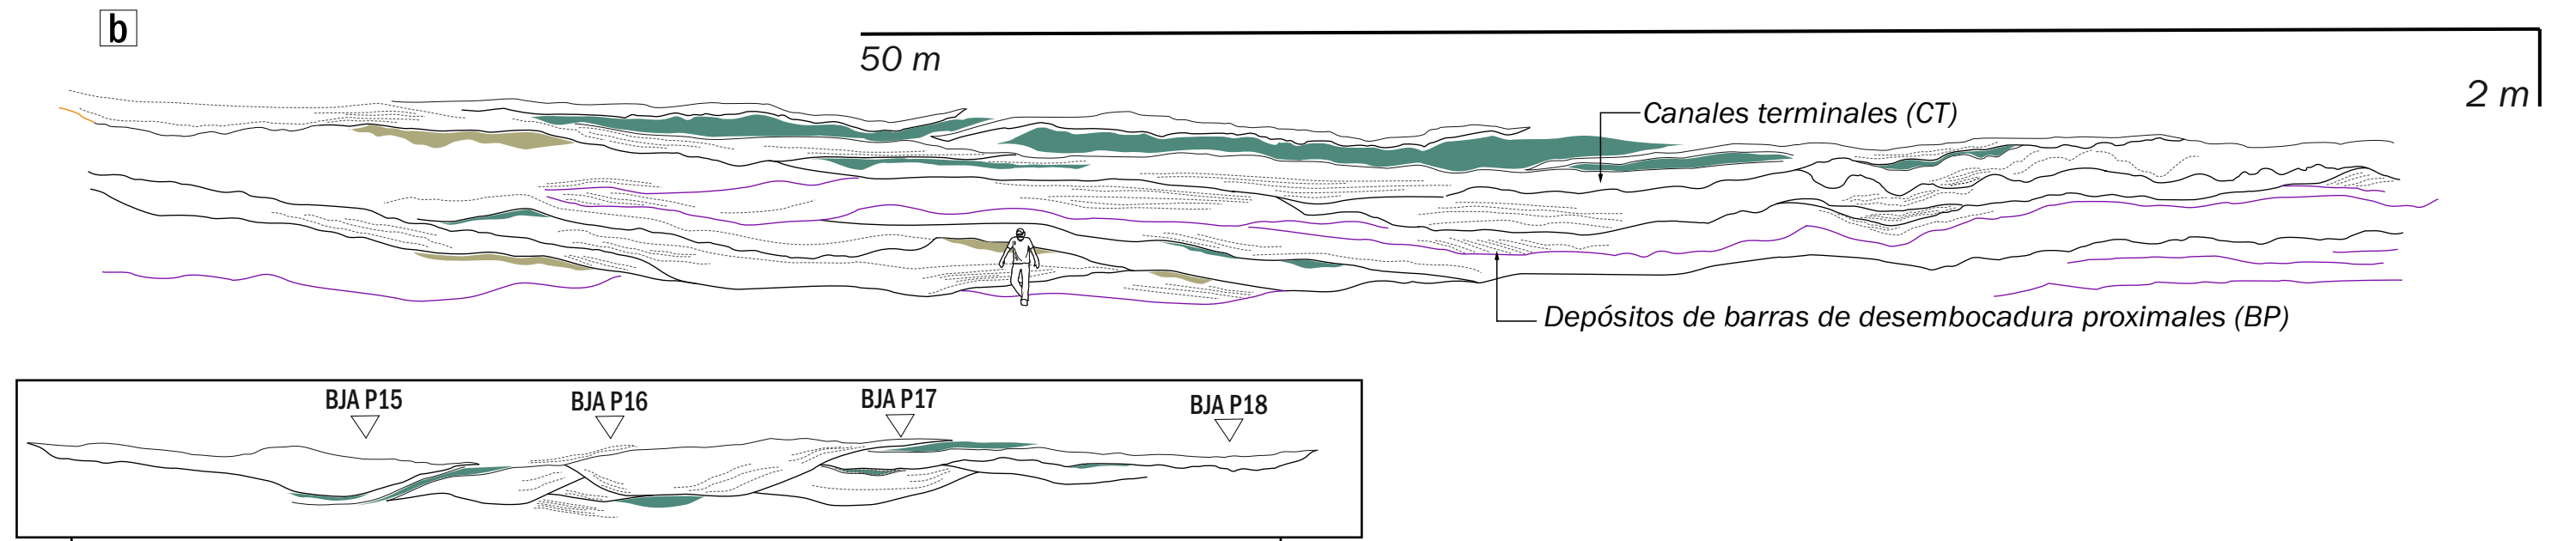 b
50 m
2 m
Canales terminales (CT)
Depósitos de barras de desembocadura proximales (BP)
BJA P15
BJA P16
BJA P17
BJA P18